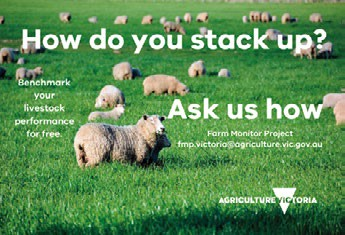 How do you stack up?
Benchmark
your
livestock
performance
for free.
Ask us how
Farm Monitor Project
fmp.victoria@agriculture.vic.gov.au
AGRICULTURE VICTORIA